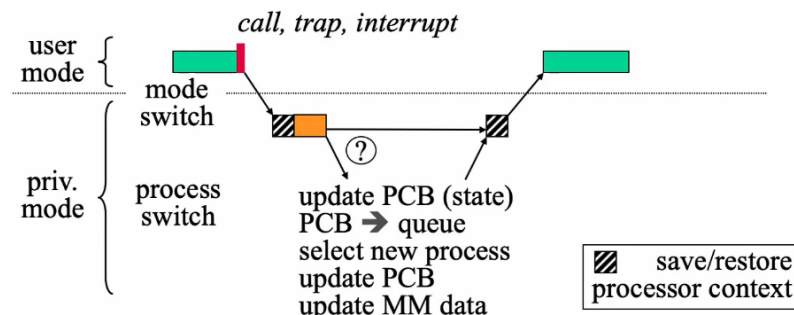 call, trap, interrupt
user
mode
mode
switch
?
priv.
mode
process
switch
update PCB (state)
PCB ➔ queue
select new process
update PCB
update MM data
save/restore
processor context